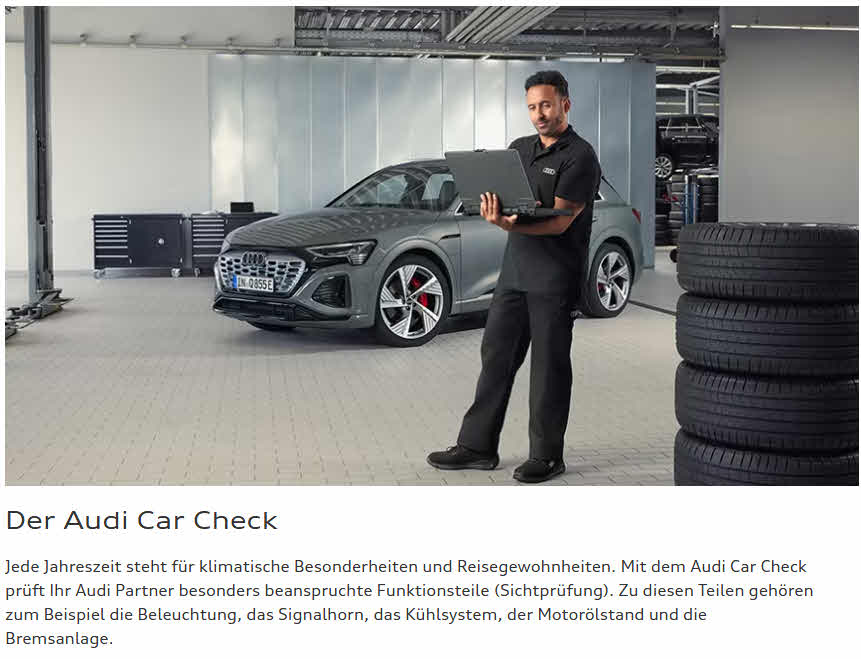 IN Q855E
Der Audi Car Check
Jede Jahreszeit steht für klimatische Besonderheiten und Reisegewohnheiten. Mit dem Audi Car Check
prüft Ihr Audi Partner besonders beanspruchte Funktionsteile (Sichtprüfung). Zu diesen Teilen gehören
zum Beispiel die Beleuchtung, das Signalhorn, das Kühlsystem, der Motorölstand und die
Bremsanlage.